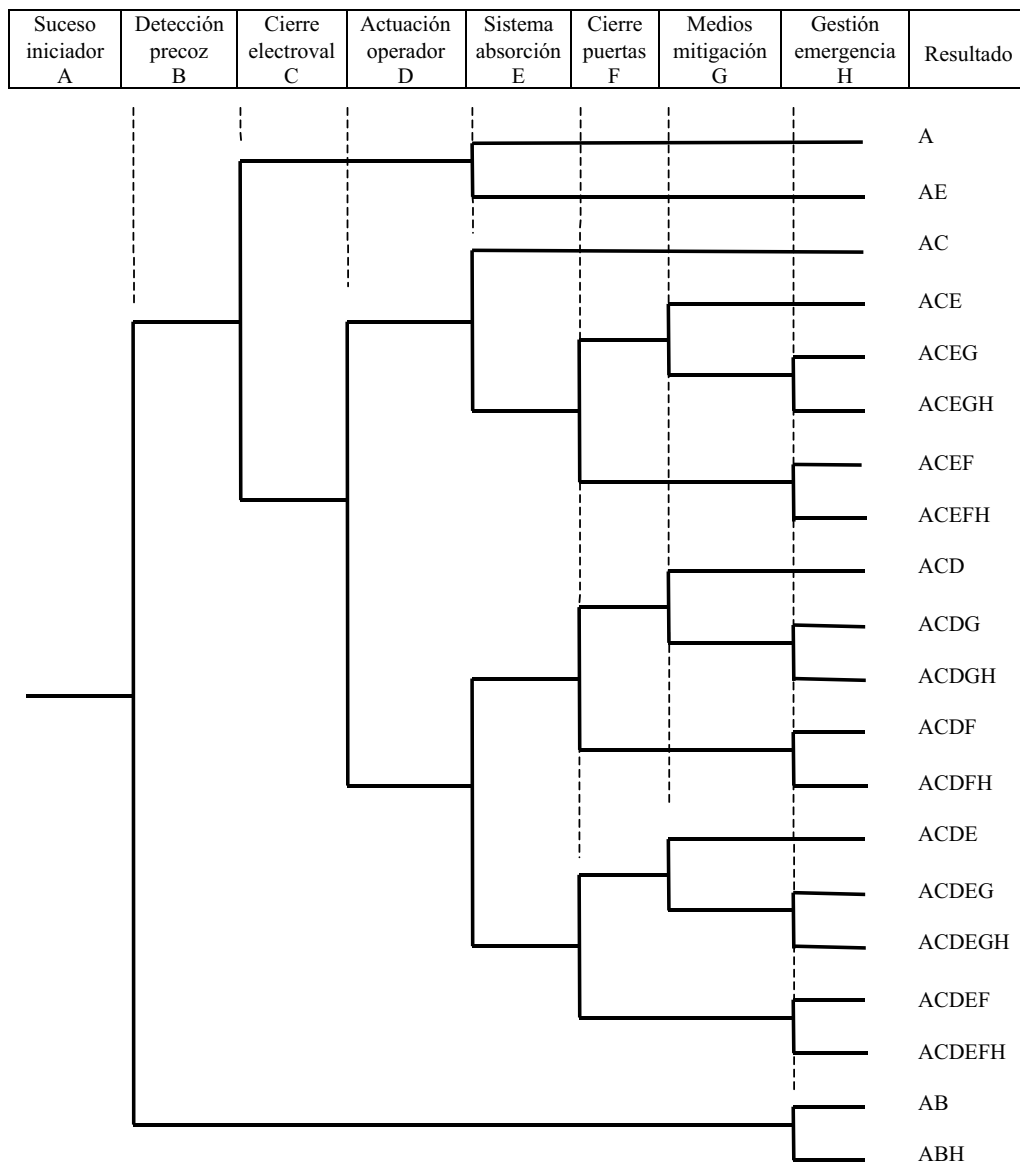 Suceso iniciador A
Detección precoz B
Cierre electroval C
Actuación operador D
Sistema absorción E
Cierre puertas F
Medios mitigación G
Gestión emergencia H
Resultado
A
AE
AC
ACE
ACEG
ACEGH
ACEF
ACEFH
ACD
ACDG
ACDGH
ACDF
ACDFH
ACDE
ACDEG
ACDEGH
ACDEF
ACDEFH
AB
ABH